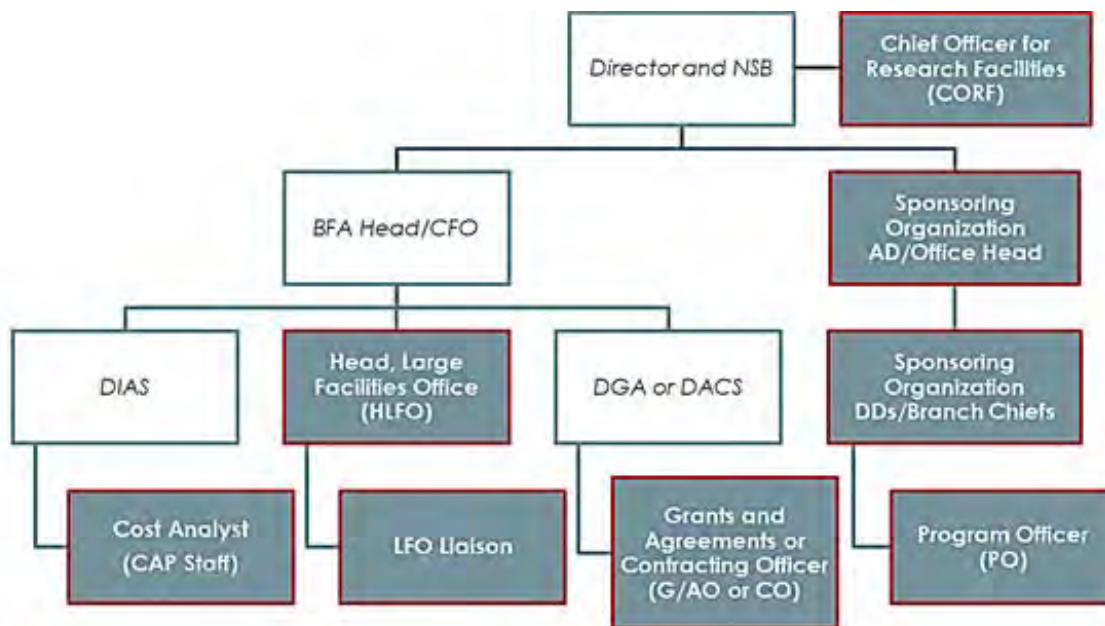 Director and NSB
Chief Officer for
Research Facilities
(CORF)
BFA Head/CFO
Sponsoring
Organization
AD/Office Head
DIAS
Head, Large
Facilities Office
(HLFO)
DGA or DACS
Sponsoring
Organization
DDs/Branch Chiefs
Cost Analyst
(CAP Staff)
LFO Liaison
Grants and
Agreements or
Contracting Officer
(G/AO or CO)
Program Officer
(PO)